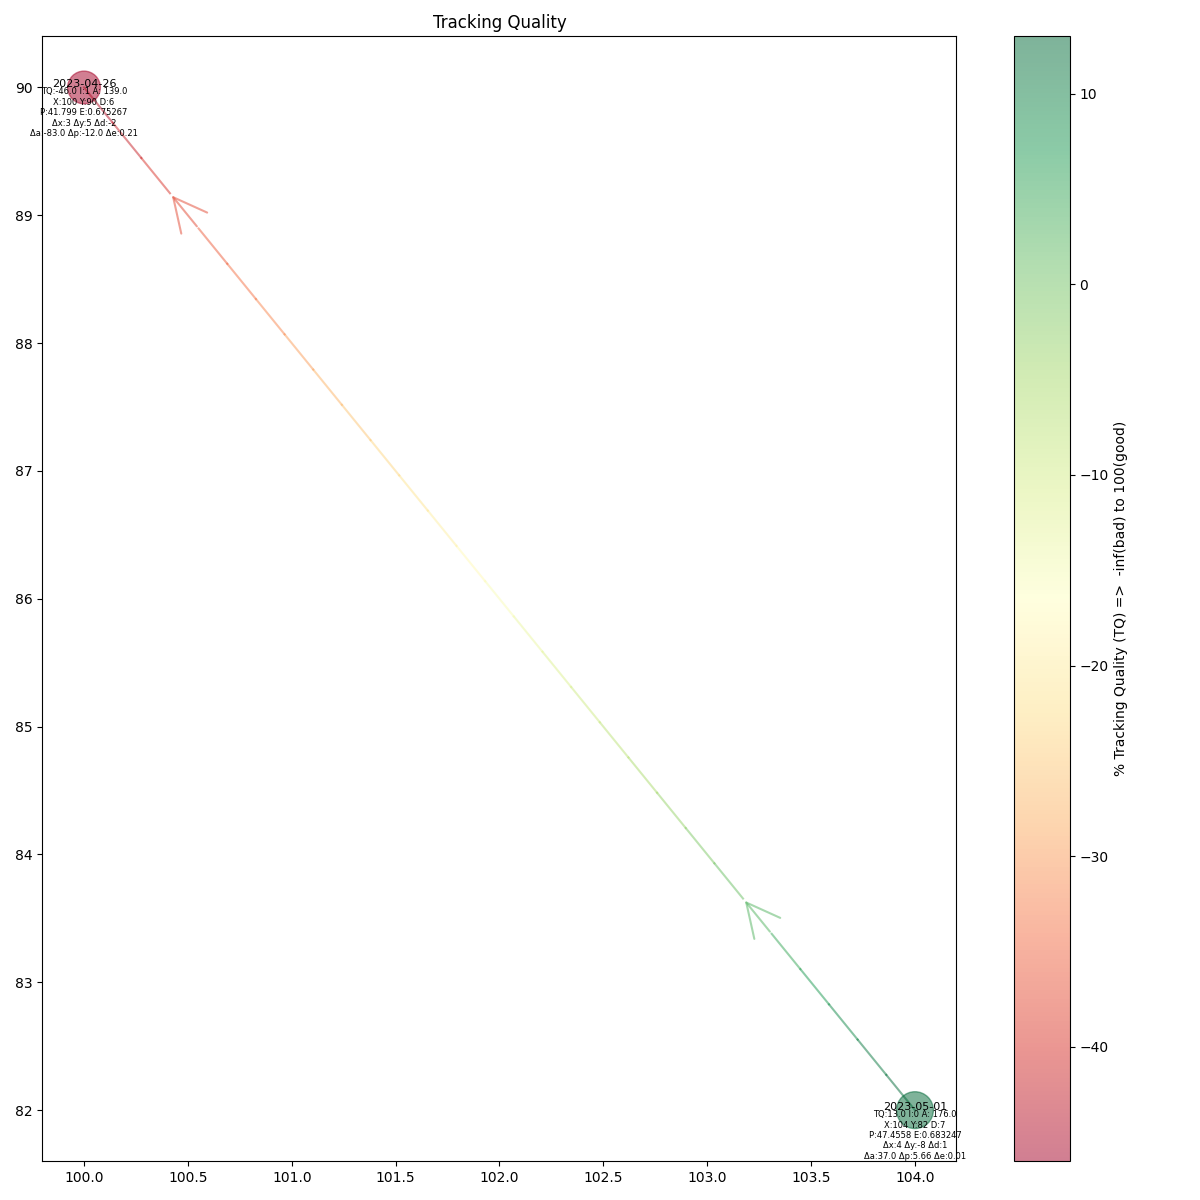 Tracking Quality
2023-04-26
TQ:-46.0 I:1 A: 139.0
X:100 Y:90 D:6
P:41.799 E:0.675267
Δx:3 Δy:5 Δd:-2
Δa:-83.0 Δp:-12.0 Δe:0.21
2023-05-01
TQ:13.0 I:0 A: 176.0
X:104 Y:82 D:7
P:47.4558 E:0.683247
Δx:4 Δy:-8 Δd:1
Δa:37.0 Δp:5.66 Δe:0.01
90
89
88
87
86
85
84
83
82
100.0 100.5 101.0 101.5 102.0 102.5 103.0 103.5 104.0
10
0
−10
−20
−30
−40
% Tracking Quality (TQ) => -inf(bad) to 100(good)